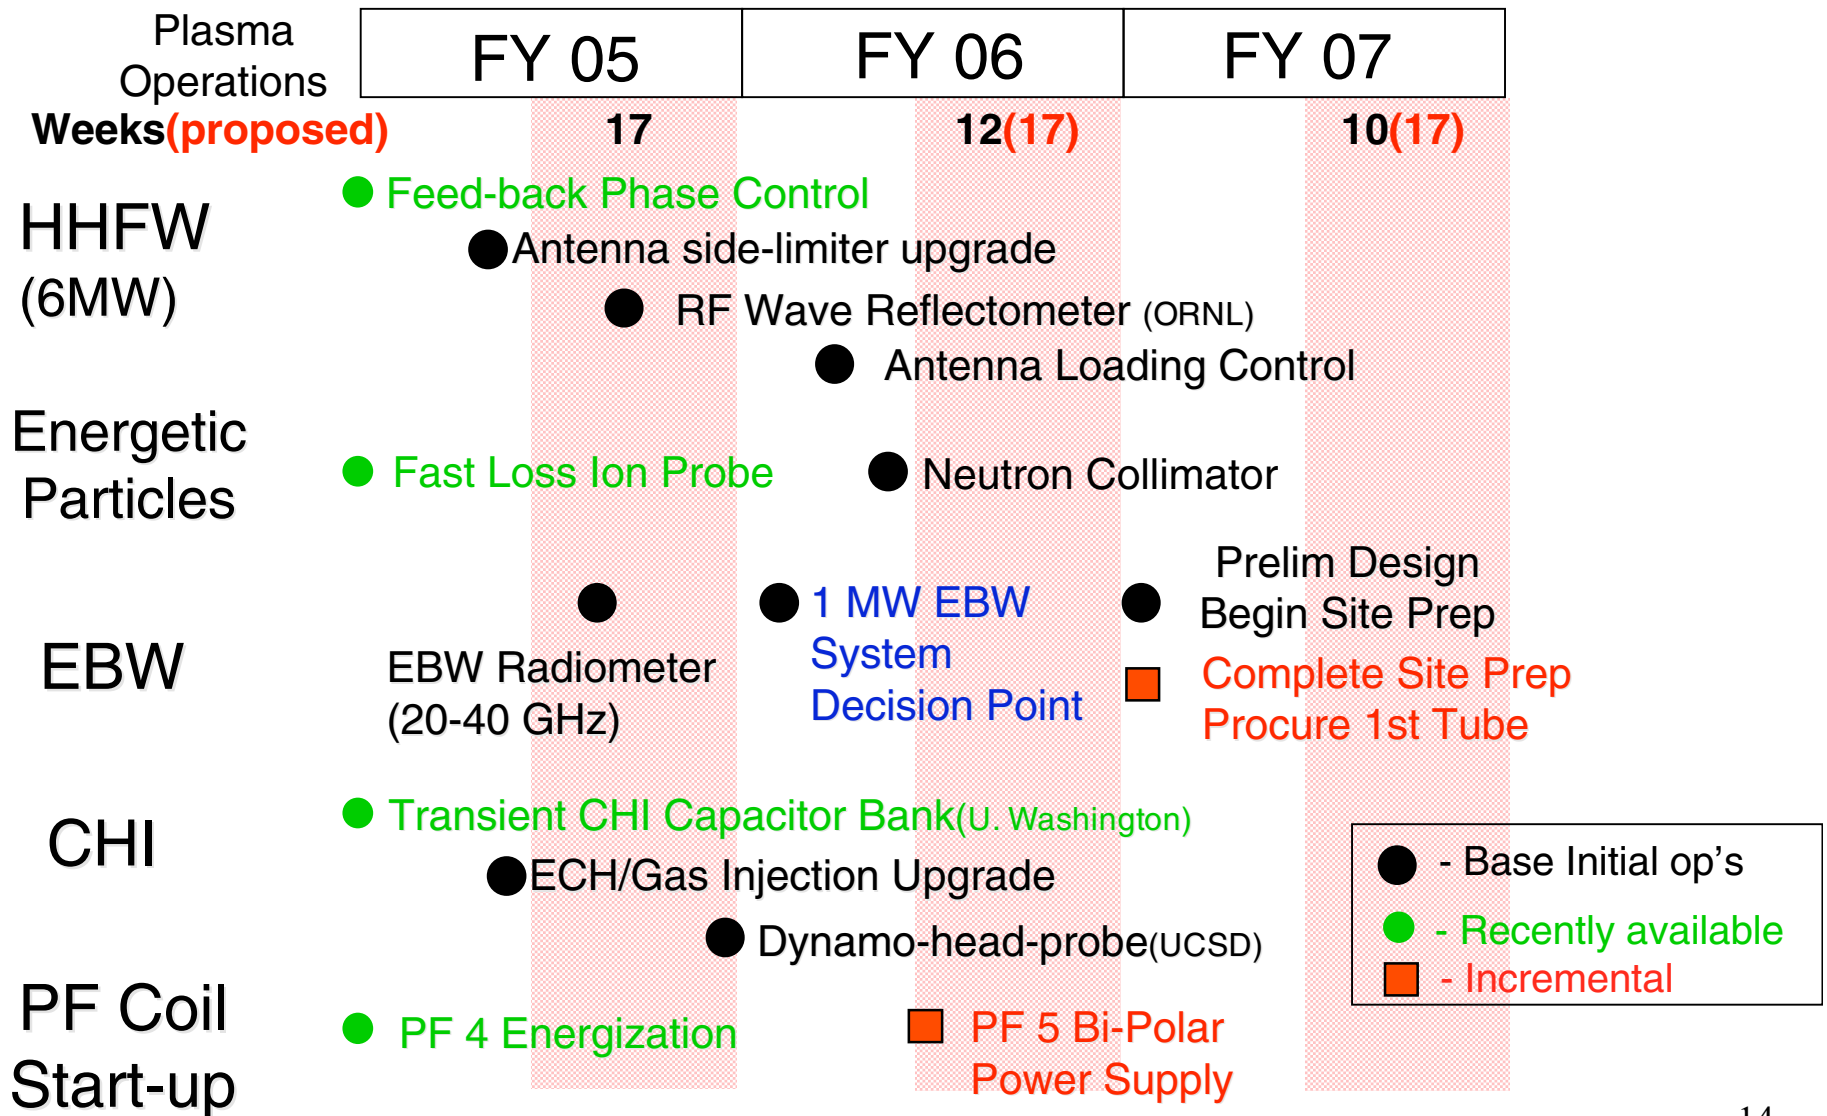 Plasma
Operations
FY 05
FY 06
FY 07
Weeks(proposed)
17
12(17)
10(17)
HHFW
(6MW)
Feed-back Phase Control
Antenna side-limiter upgrade
RF Wave Reflectometer (ORNL)
Antenna Loading Control
Energetic
Particles
Fast Loss Ion Probe
Neutron Collimator
EBW
EBW Radiometer
(20-40 GHz)
1 MW EBW
System
Decision Point
Prelim Design
Begin Site Prep
Complete Site Prep
Procure 1st Tube
CHI
Transient CHI Capacitor Bank(U. Washington)
ECH/Gas Injection Upgrade
Dynamo-head-probe(UCSD)
- Base Initial op's
- Recently available
- Incremental
PF Coil
Start-up
PF 4 Energization
PF 5 Bi-Polar
Power Supply
14